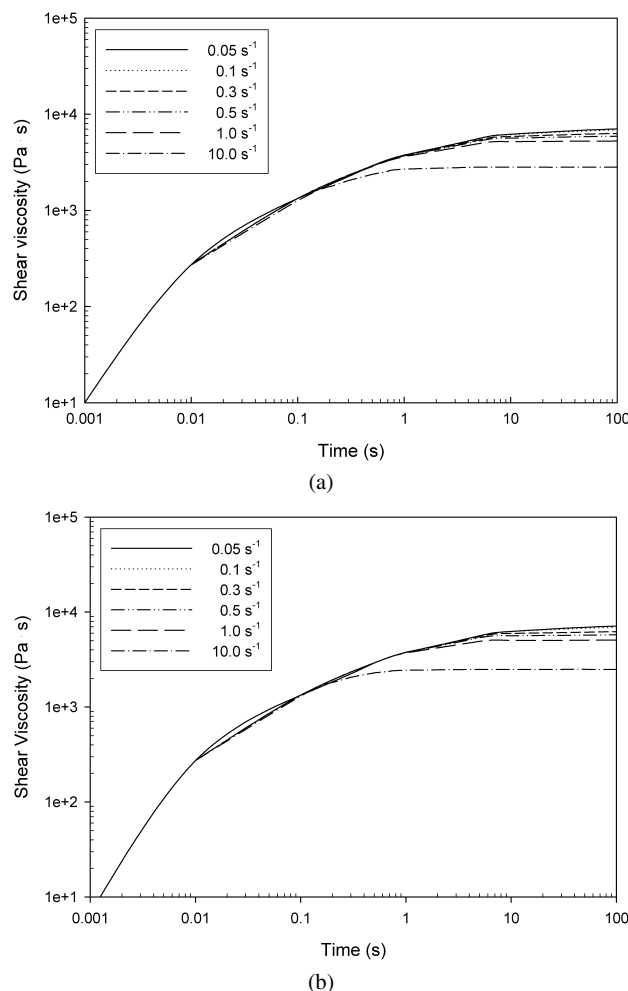 1e+5
1e+4
1e+3
1e+2
1e+1
Shear viscosity (Pa · s)
0.05 s⁻¹
0.1 s⁻¹
0.3 s⁻¹
0.5 s⁻¹
1.0 s⁻¹
10.0 s⁻¹
0.001 0.01 0.1 1 10 100
Time (s)
(a)
1e+5
1e+4
1e+3
1e+2
1e+1
Shear Viscosity (Pa · s)
0.05 s⁻¹
0.1 s⁻¹
0.3 s⁻¹
0.5 s⁻¹
1.0 s⁻¹
10.0 s⁻¹
0.001 0.01 0.1 1 10 100
Time (s)
(b)